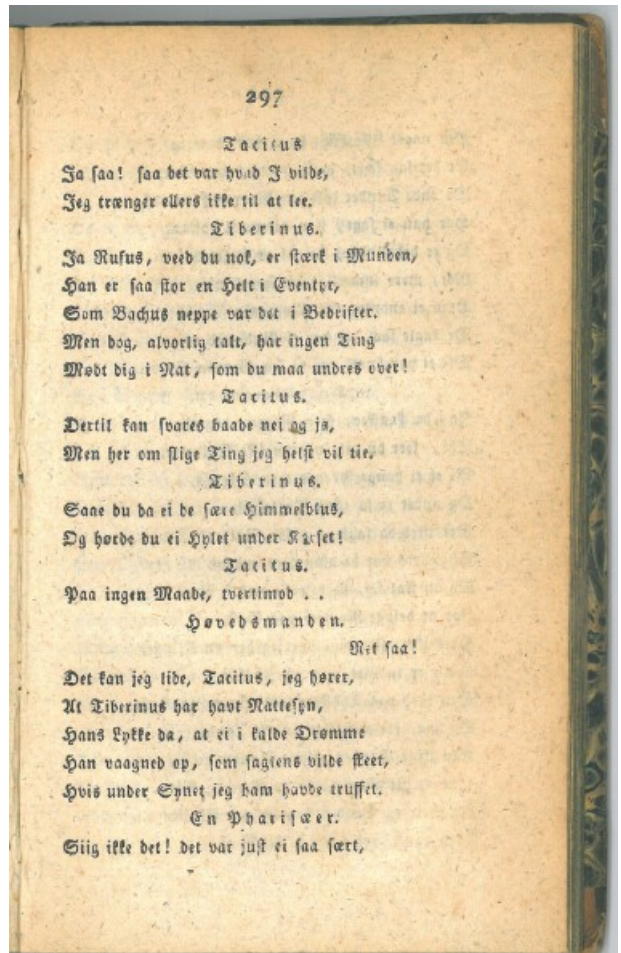 297
Tacitus
Ja saa! saa det var hvad I vilde,
Jeg trænger ellers ikke til at lee.
Tiberinus.
Ja Rufus, veed du nok, er stærk i Munden,
Han er saa stor en Helt i Eventyr,
Som Bachus neppe var det i Bedrifter.
Men dog, alvorlig talt, har ingen Ting
Mødt dig i Nat, som du maa undres over!
Tacitus.
Dertil kan svares baade nei og ja,
Men her om slige Ting jeg helst vil tie.
Tiberinus.
Saae du da ei de sære Himmelblus,
Og hørde du ei Hylet under Korset!
Tacitus.
Paa ingen Maade, tvertimod . .
Høvedsmanden.
Ret saa!
Det kan jeg lide, Tacitus, jeg hører,
At Tiberinus har havt Nattesyn,
Hans Lykke da, at ei i kalde Drømme
Han vaagned op, som sagtens vilde skeet,
Hvis under Synet jeg ham havde truffet.
En Pharisæer.
Siig ikke det! det var just ei saa sært,